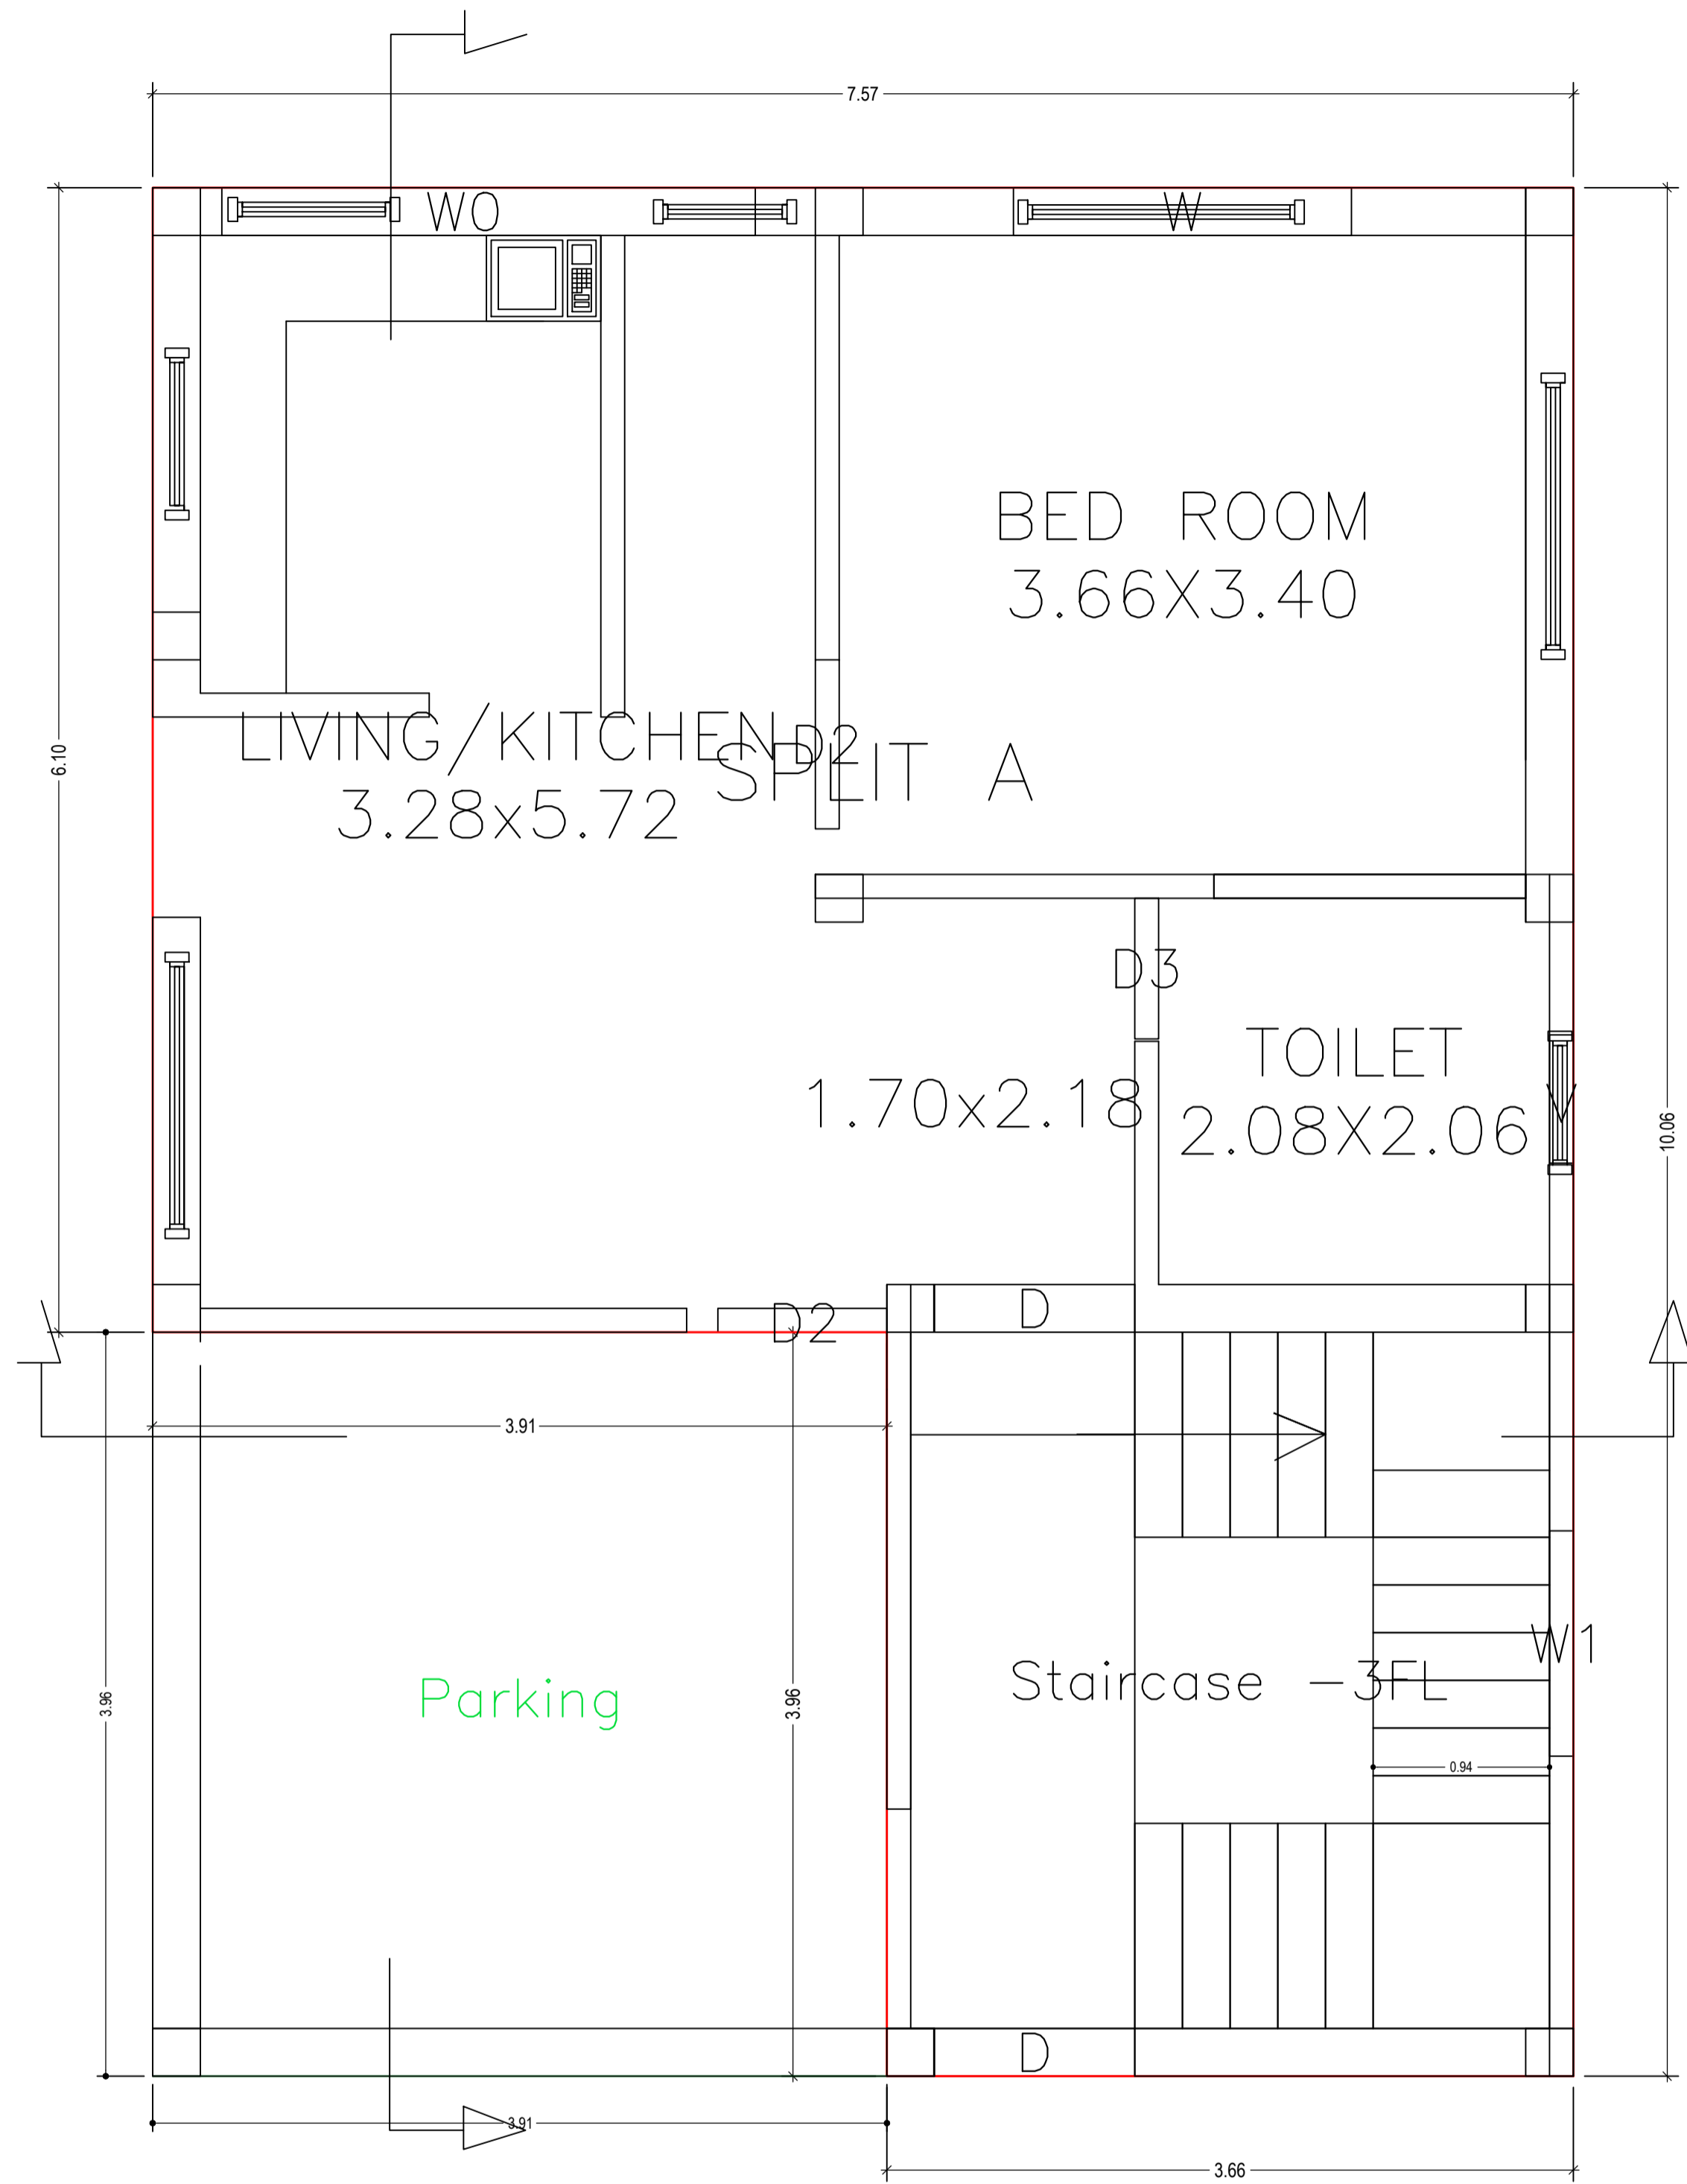 7.57
WO
W
BED ROOM
3.66X3.40
LIVING/KITCHEN
D2
SPLIT A
3.28x5.72
6.10
D3
TOILET
1.70x2.18
2.08X2.06
V
10.06
D
D2
3.91
Parking
3.96
3.96
Staircase -3FL
W1
0.94
D
3.91
3.66